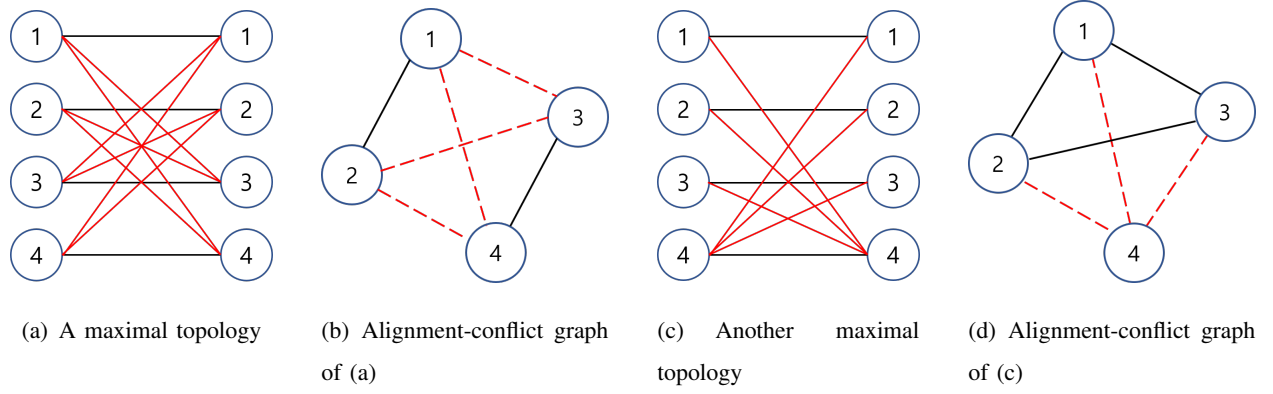 1 1
2 2
3 3
4 4
1
3
2
4
1 1
2 2
3 3
4 4
1
3
2
4
(a) A maximal topology
(b) Alignment-conflict graph
of (a)
(c) Another maximal
topology
(d) Alignment-conflict graph
of (c)